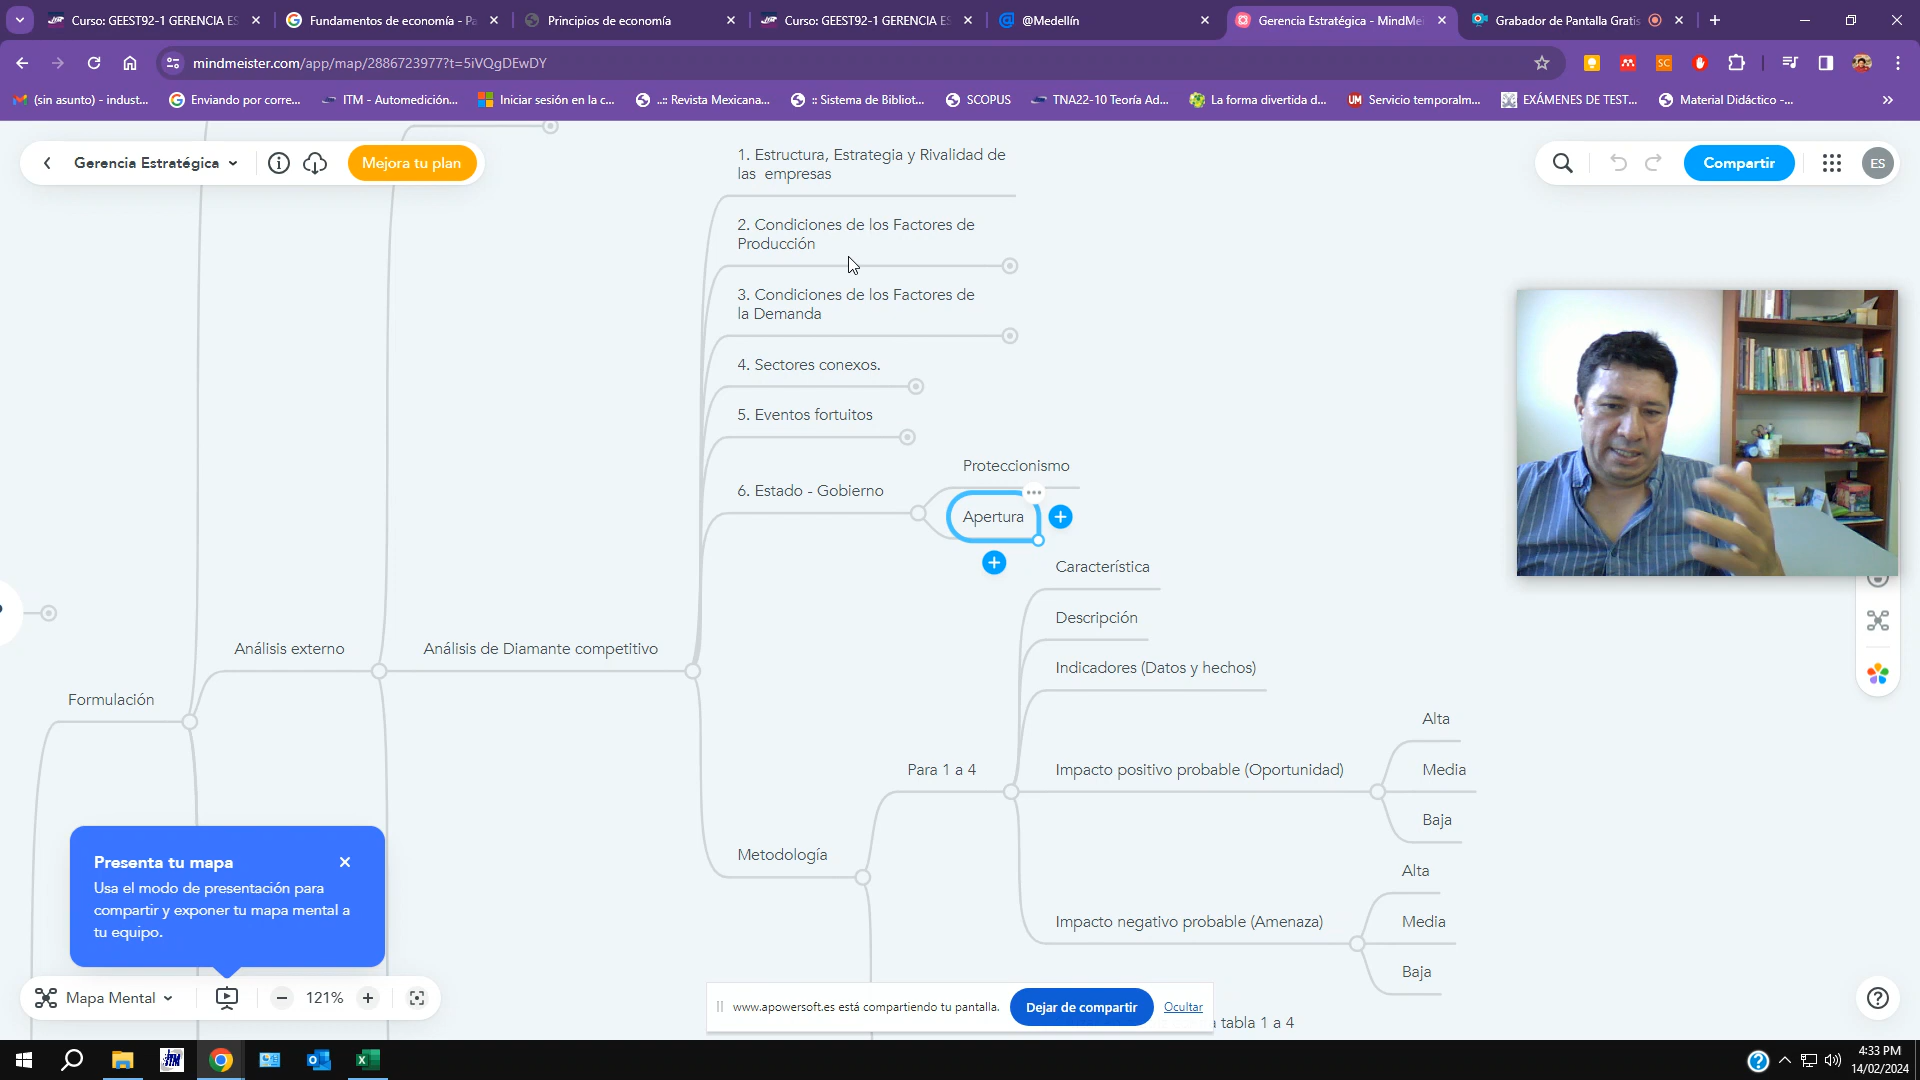 Curso: GEEST92-1 GERENCIA ES
Fundamentos de economía - Pa
Principios de economía
Curso: GEEST92-1 GERENCIA ES
@Medellín
Gerencia Estratégica - MindMei
Grabador de Pantalla Gratis
mindmeister.com/app/map/2886723977?t=5iVQgDEwDY
SC
(sin asunto) - indust...
Enviando por corre...
ITM - Automedición...
Iniciar sesión en la c...
..:: Revista Mexicana...
:: Sistema de Bibliot...
SCOPUS
TNA22-10 Teoría Ad...
La forma divertida d...
UM Servicio temporalm...
EXÁMENES DE TEST...
Material Didáctico -...
Gerencia Estratégica
Mejora tu plan
Compartir
ES
1. Estructura, Estrategia y Rivalidad de
las empresas
2. Condiciones de los Factores de
Producción
3. Condiciones de los Factores de
la Demanda
4. Sectores conexos.
5. Eventos fortuitos
Proteccionismo
6. Estado - Gobierno
Apertura
Característica
Descripción
Análisis externo
Análisis de Diamante competitivo
Indicadores (Datos y hechos)
Formulación
Alta
Para 1 a 4
Impacto positivo probable (Oportunidad)
Media
Baja
Metodología
Alta
Impacto negativo probable (Amenaza)
Media
Baja
Presenta tu mapa
Usa el modo de presentación para
compartir y exponer tu mapa mental a
tu equipo.
Mapa Mental
121%
www.apowersoft.es está compartiendo tu pantalla.
Dejar de compartir
Ocultar
tabla 1 a 4
ITM
4:33 PM
14/02/2024